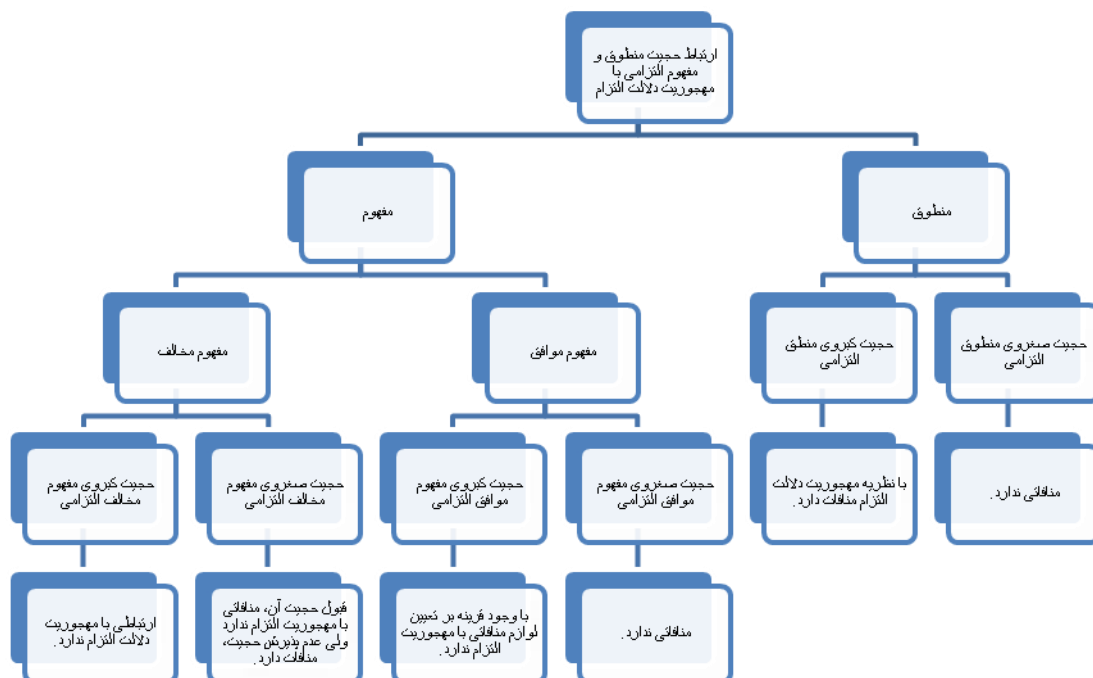 ارتباط حجیت منطوق و
مفهوم التزامی با
مهجوریت دلالت التزام
منطوق
مفهوم
حجیت صغروی منطوق
التزامی
حجیت کبروی منطق
التزامی
مفهوم موافق
مفهوم مخالف
منافاتی ندارد.
با نظریه مهجوریت دلالت
التزام منافات دارد.
حجیت صغروی مفهوم
موافق التزامی
حجیت کبروی مفهوم
موافق التزامی
حجیت صغروی مفهوم
مخالف التزامی
حجیت کبروی مفهوم
مخالف التزامی
منافاتی ندارد.
با وجود قرینه بر تعیین
لوازم منافاتی با مهجوریت
التزام ندارد.
قبول حجیت آن، منافاتی
با مهجوریت التزام ندارد
ولی عدم پذیرش حجیت،
منافات دارد.
ارتباطی با مهجوریت
دلالت التزام ندارد.